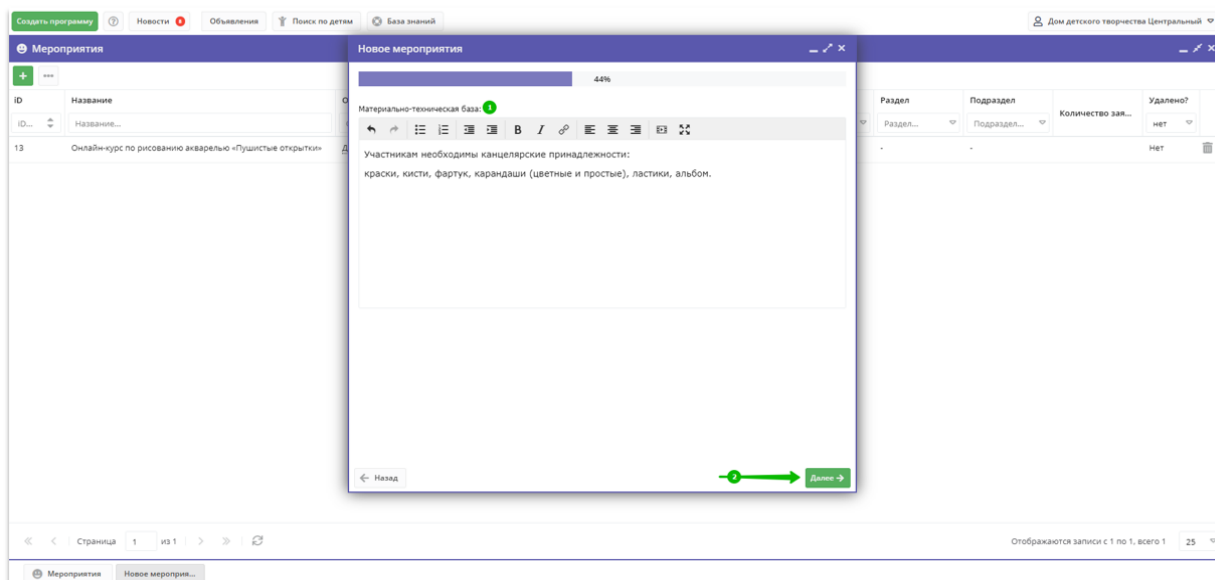 Создать программу Новости Объявления Поиск по детям База знаний Дом детского творчества Центральный
Мероприятия
Новое мероприятия
44%
iD Название Раздел Подраздел Количество зая... Удалено?
iD... Название... Раздел... Подраздел... нет
Материально-техническая база: 1
13 Онлайн-курс по рисованию акварелью «Пушистые открытки» - - Нет
Участникам необходимы канцелярские принадлежности:
краски, кисти, фартук, карандаши (цветные и простые), ластики, альбом.
Назад 2 Далее
Страница 1 из 1 Отображаются записи с 1 по 1, всего 1 25
Мероприятия Новое мероприя...